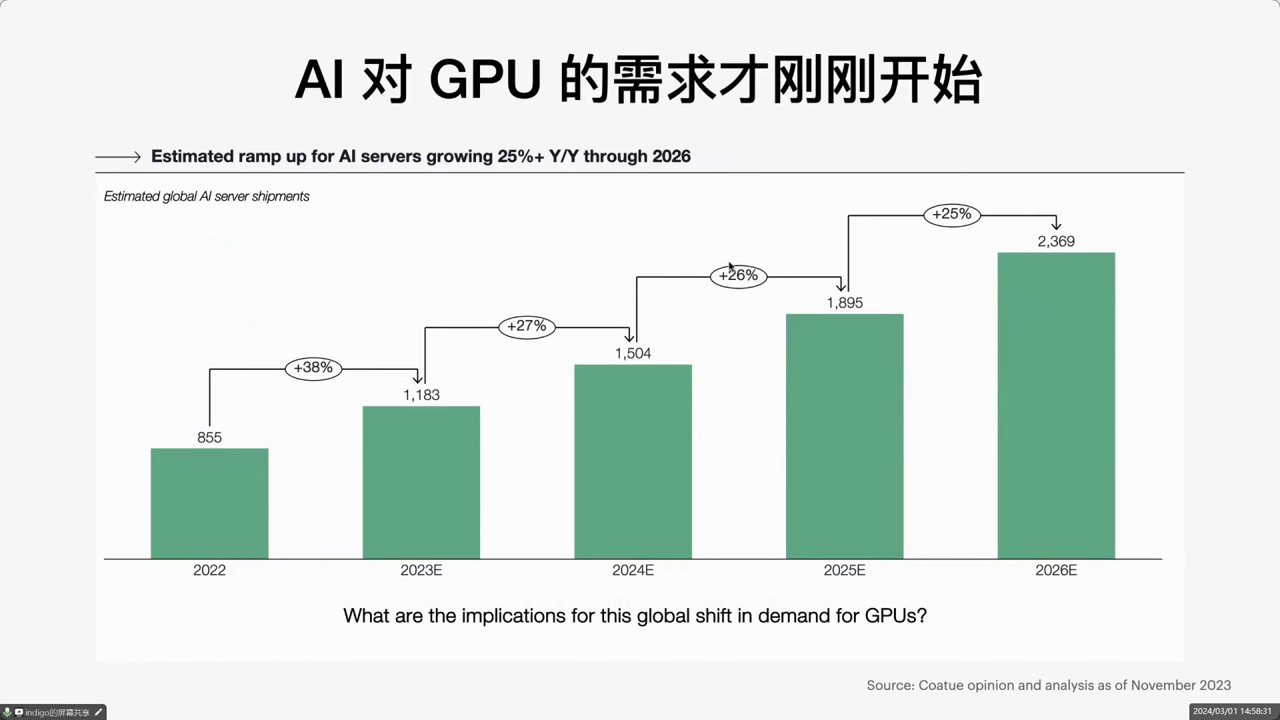 AI 对 GPU 的需求才刚刚开始
Estimated ramp up for AI servers growing 25%+ Y/Y through 2026
Estimated global AI server shipments
+25%
2,369
+26%
1,895
+27%
1,504
+38%
1,183
855
2022 2023E 2024E 2025E 2026E
What are the implications for this global shift in demand for GPUs?
Source: Coatue opinion and analysis as of November 2023
indigo的屏幕共享
2024/03/01 14:58:31